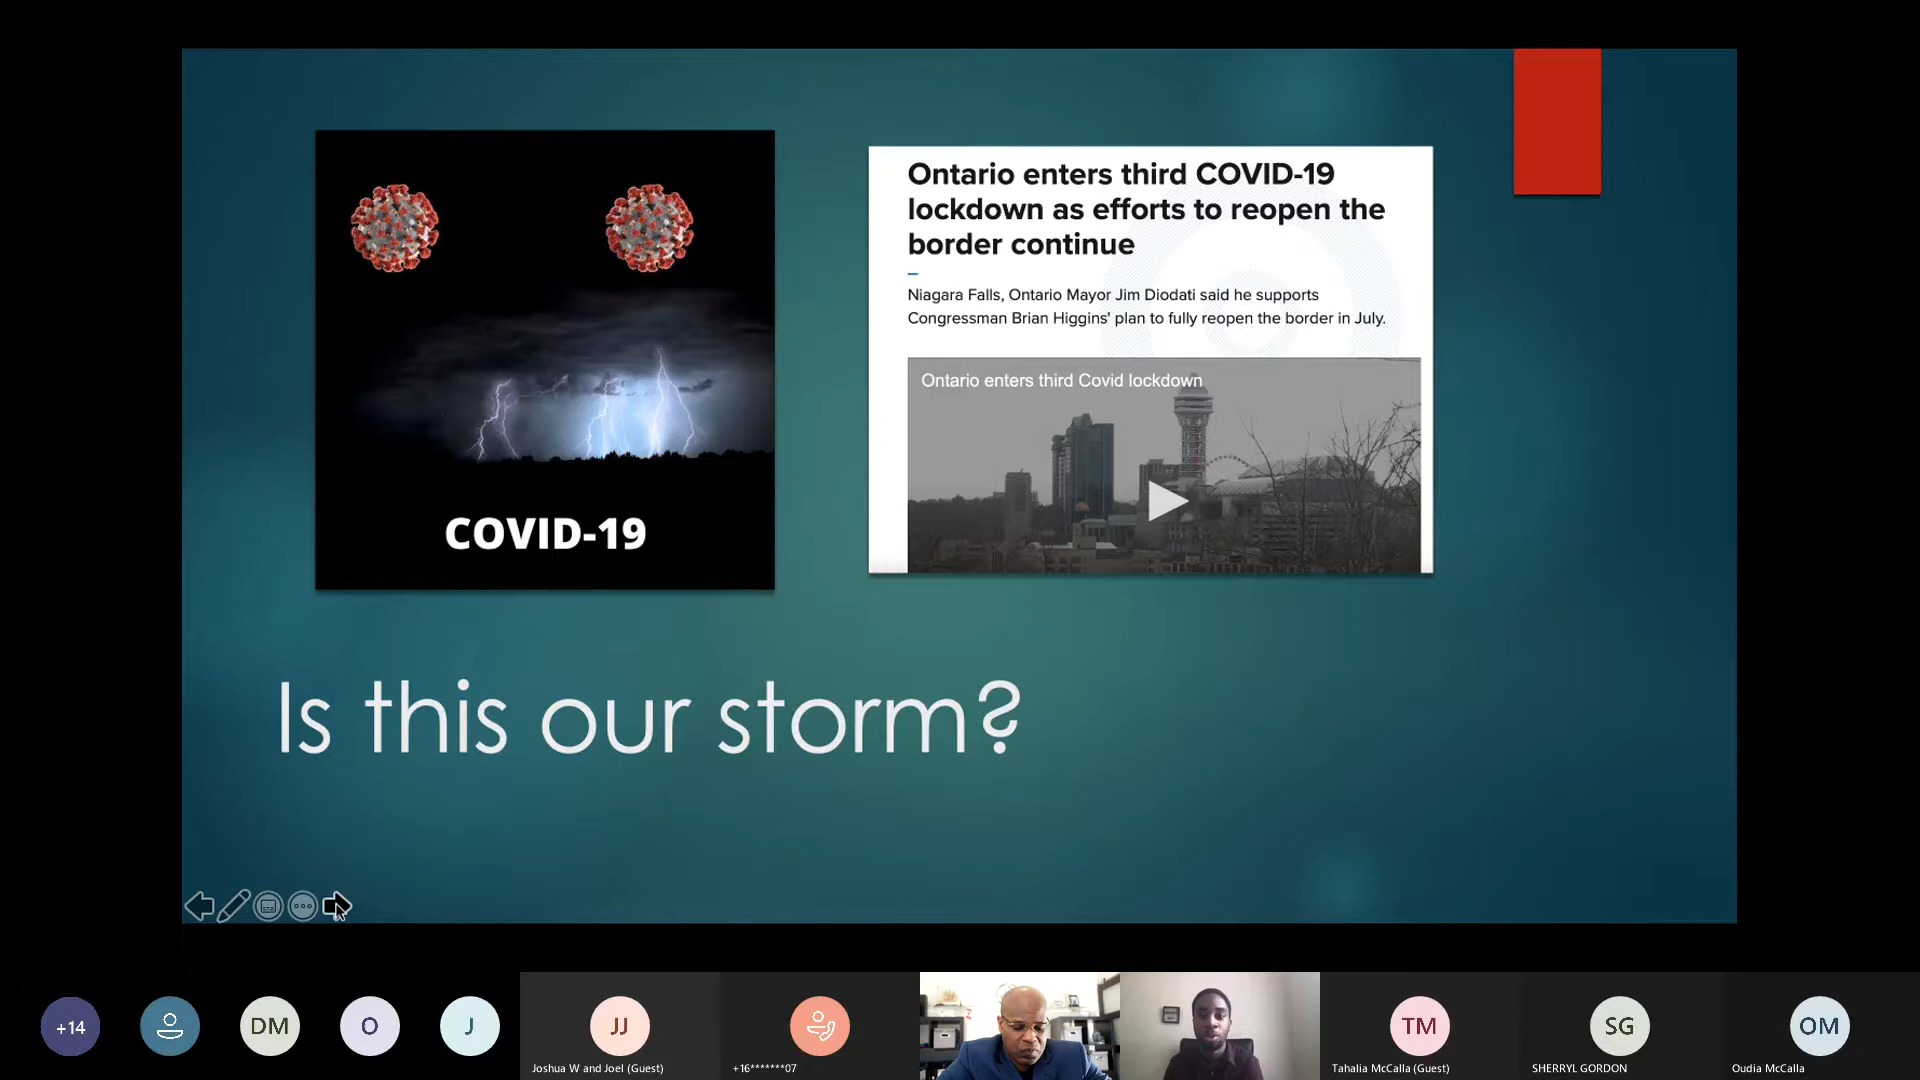 Ontario enters third COVID-19
lockdown as efforts to reopen the
border continue
Niagara Falls, Ontario Mayor Jim Diodati said he supports
Congressman Brian Higgins' plan to fully reopen the border in July.
Ontario enters third Covid lockdown
COVID-19
Is this our storm?
+14
DM
O
J
JJ
TM
SG
OM
Joshua W and Joel (Guest)
+16*******07
Tahalia McCalla (Guest)
SHERRYL GORDON
Oudia McCalla